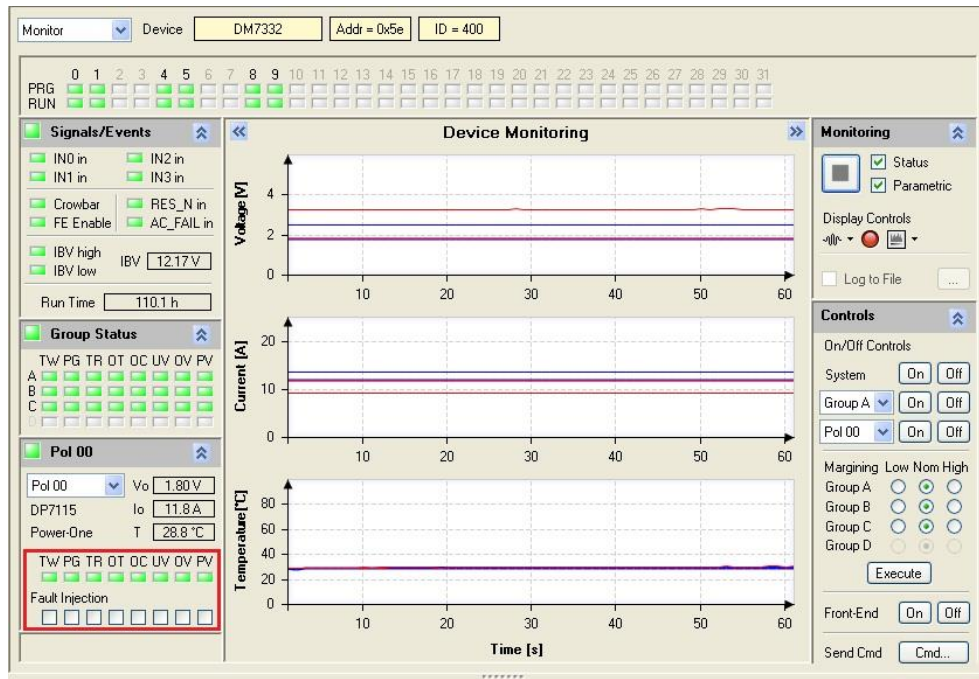 Monitor Device DM7332 Addr = 0x5e ID = 400
0 1 2 3 4 5 6 7 8 9 10 11 12 13 14 15 16 17 18 19 20 21 22 23 24 25 26 27 28 29 30 31
PRG
RUN
Signals/Events
IN0 in IN2 in
IN1 in IN3 in
Crowbar RES_N in
FE Enable AC_FAIL in
IBV high
IBV low
IBV 12.17 V
Run Time 110.1 h
Group Status
TW PG TR OT OC UV OV PV
A
B
C
D
Pol 00
Pol 00 Vo 1.80 V
DP7115 Io 11.8 A
Power-One T 28.8 °C
TW PG TR OT OC UV OV PV
Fault Injection
Device Monitoring
Voltage [V]
4
2
0
10 20 30 40 50 60
Current [A]
20
10
0
10 20 30 40 50 60
Temperature [°C]
80
60
40
20
0
10 20 30 40 50 60
Time [s]
Monitoring
Status
Parametric
Display Controls
Log to File ...
Controls
On/Off Controls
System On Off
Group A On Off
Pol 00 On Off
Margining Low Nom High
Group A
Group B
Group C
Group D
Execute
Front-End On Off
Send Cmd Cmd...